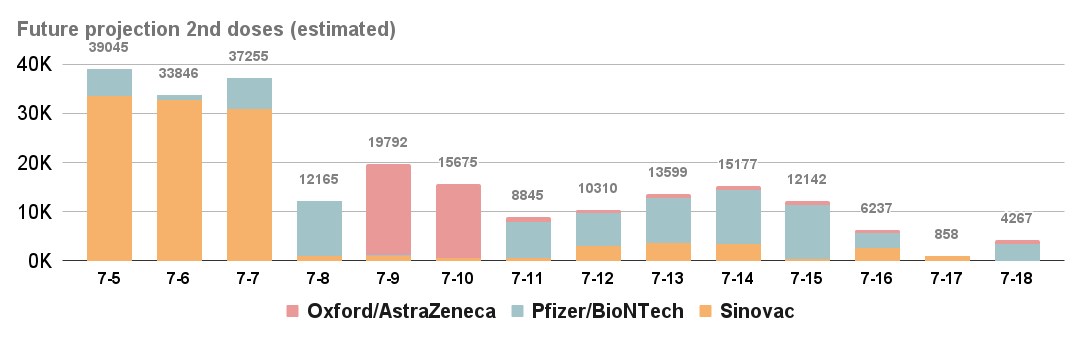 Future projection 2nd doses (estimated)
39045
33846
37255
12165
19792
15675
8845
10310
13599
15177
12142
6237
858
4267
40K
30K
20K
10K
0K
7-5 7-6 7-7 7-8 7-9 7-10 7-11 7-12 7-13 7-14 7-15 7-16 7-17 7-18
Oxford/AstraZeneca Pfizer/BioNTech Sinovac